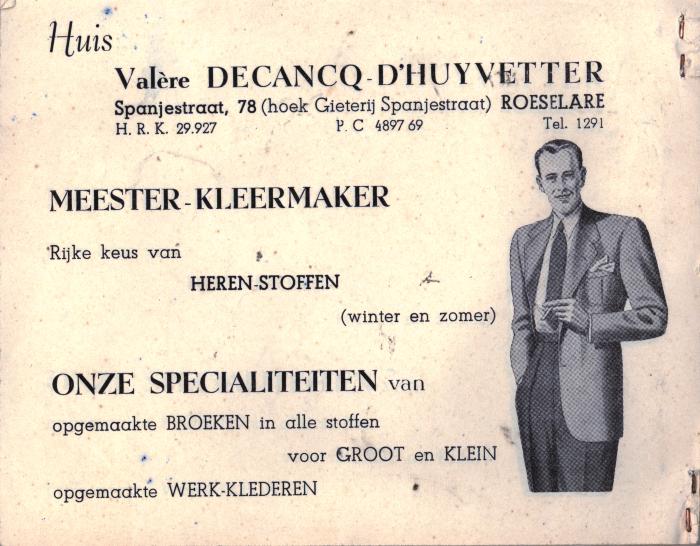 Huis
Valère DECANCQ-D'HUYVETTER
Spanjestraat, 78 (hoek Gieterij Spanjestraat) ROESELARE
H. R. K. 29.927 P. C 4897 69 Tel. 1291
MEESTER-KLEERMAKER
Rijke keus van
HEREN-STOFFEN
(winter en zomer)
ONZE SPECIALITEITEN van
opgemaakte BROEKEN in alle stoffen
voor GROOT en KLEIN
opgemaakte WERK-KLEDEREN